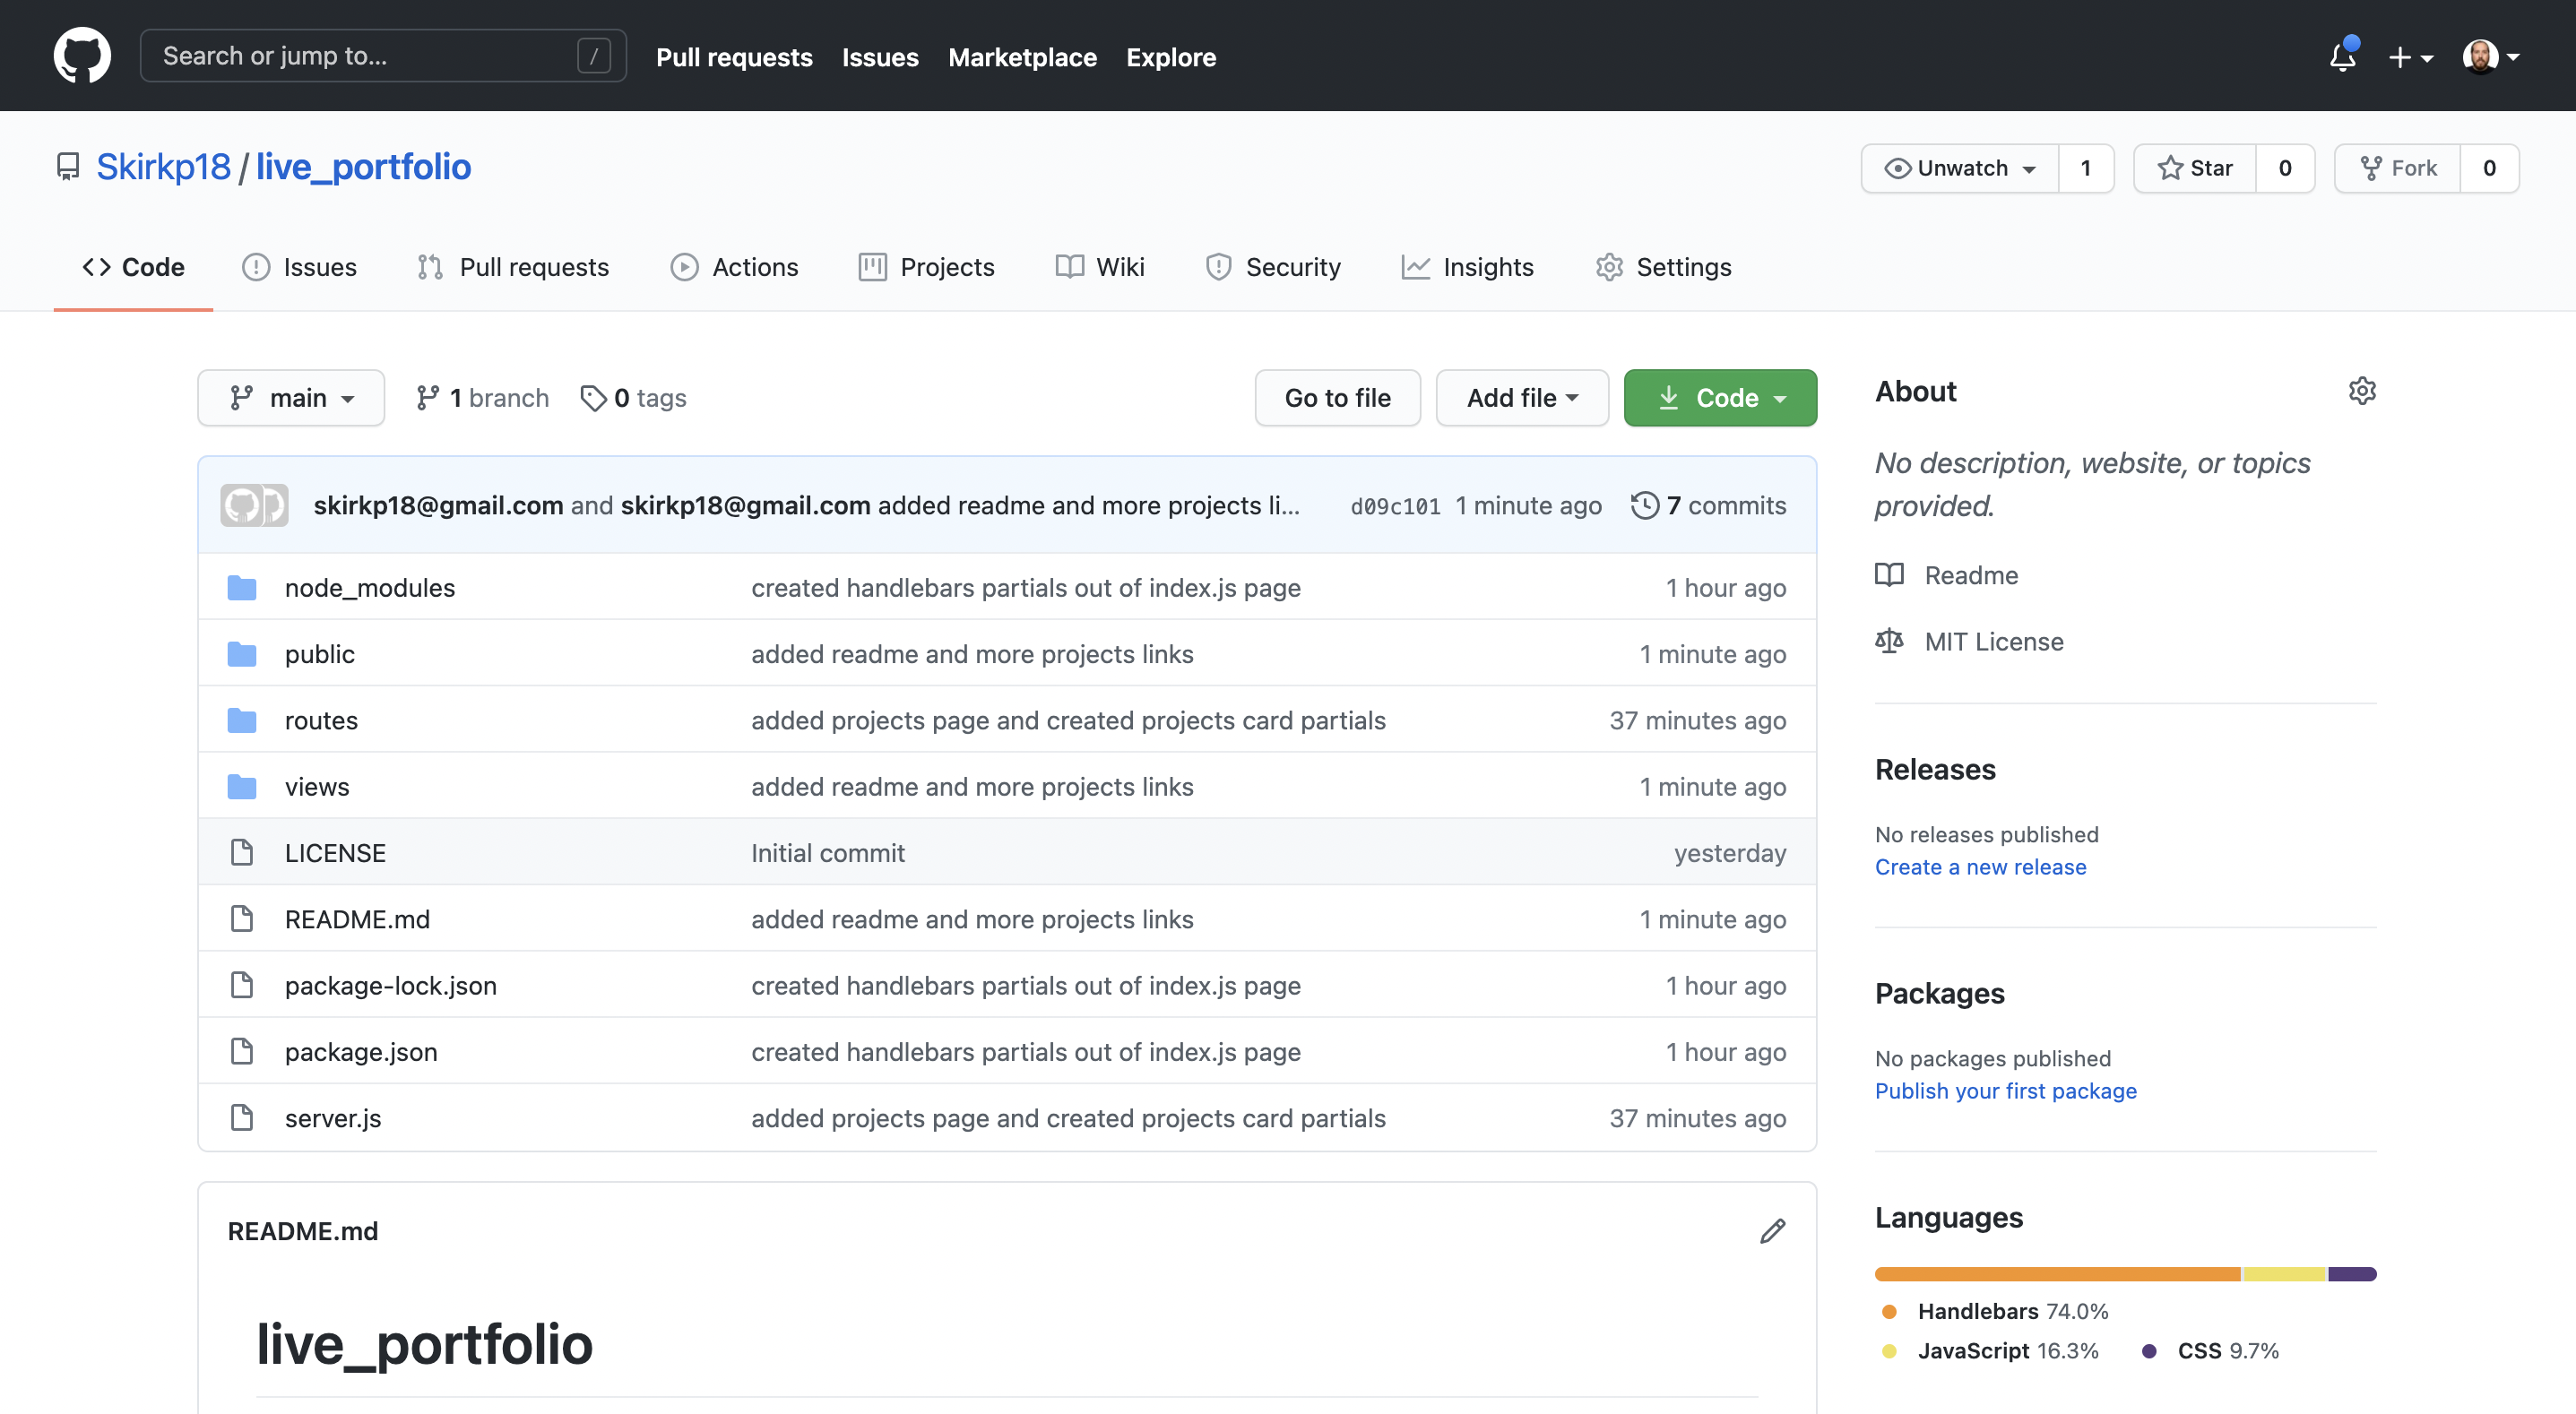 Search or jump to... /
Pull requests Issues Marketplace Explore
Skirkp18 / live_portfolio
Unwatch 1 Star 0 Fork 0
Code Issues Pull requests Actions Projects Wiki Security Insights Settings
main 1 branch 0 tags Go to file Add file Code
skirkp18@gmail.com and skirkp18@gmail.com added readme and more projects li... d09c101 1 minute ago 7 commits
node_modules created handlebars partials out of index.js page 1 hour ago
public added readme and more projects links 1 minute ago
routes added projects page and created projects card partials 37 minutes ago
views added readme and more projects links 1 minute ago
LICENSE Initial commit yesterday
README.md added readme and more projects links 1 minute ago
package-lock.json created handlebars partials out of index.js page 1 hour ago
package.json created handlebars partials out of index.js page 1 hour ago
server.js added projects page and created projects card partials 37 minutes ago
README.md
live_portfolio
About
No description, website, or topics
provided.
Readme
MIT License
Releases
No releases published
Create a new release
Packages
No packages published
Publish your first package
Languages
Handlebars 74.0%
JavaScript 16.3% CSS 9.7%